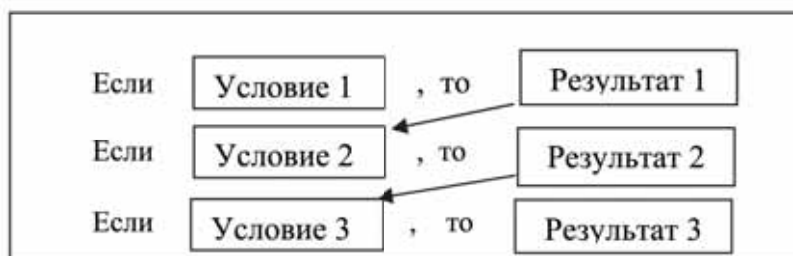 Если Условие 1 , то Результат 1
Если Условие 2 , то Результат 2
Если Условие 3 , то Результат 3